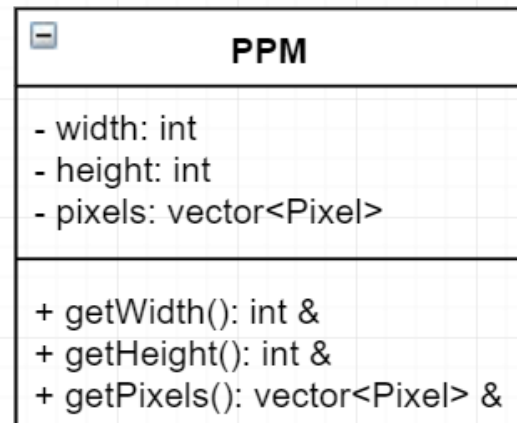 PPM
- width: int
- height: int
- pixels: vector<Pixel>
+ getWidth(): int &
+ getHeight(): int &
+ getPixels(): vector<Pixel> &